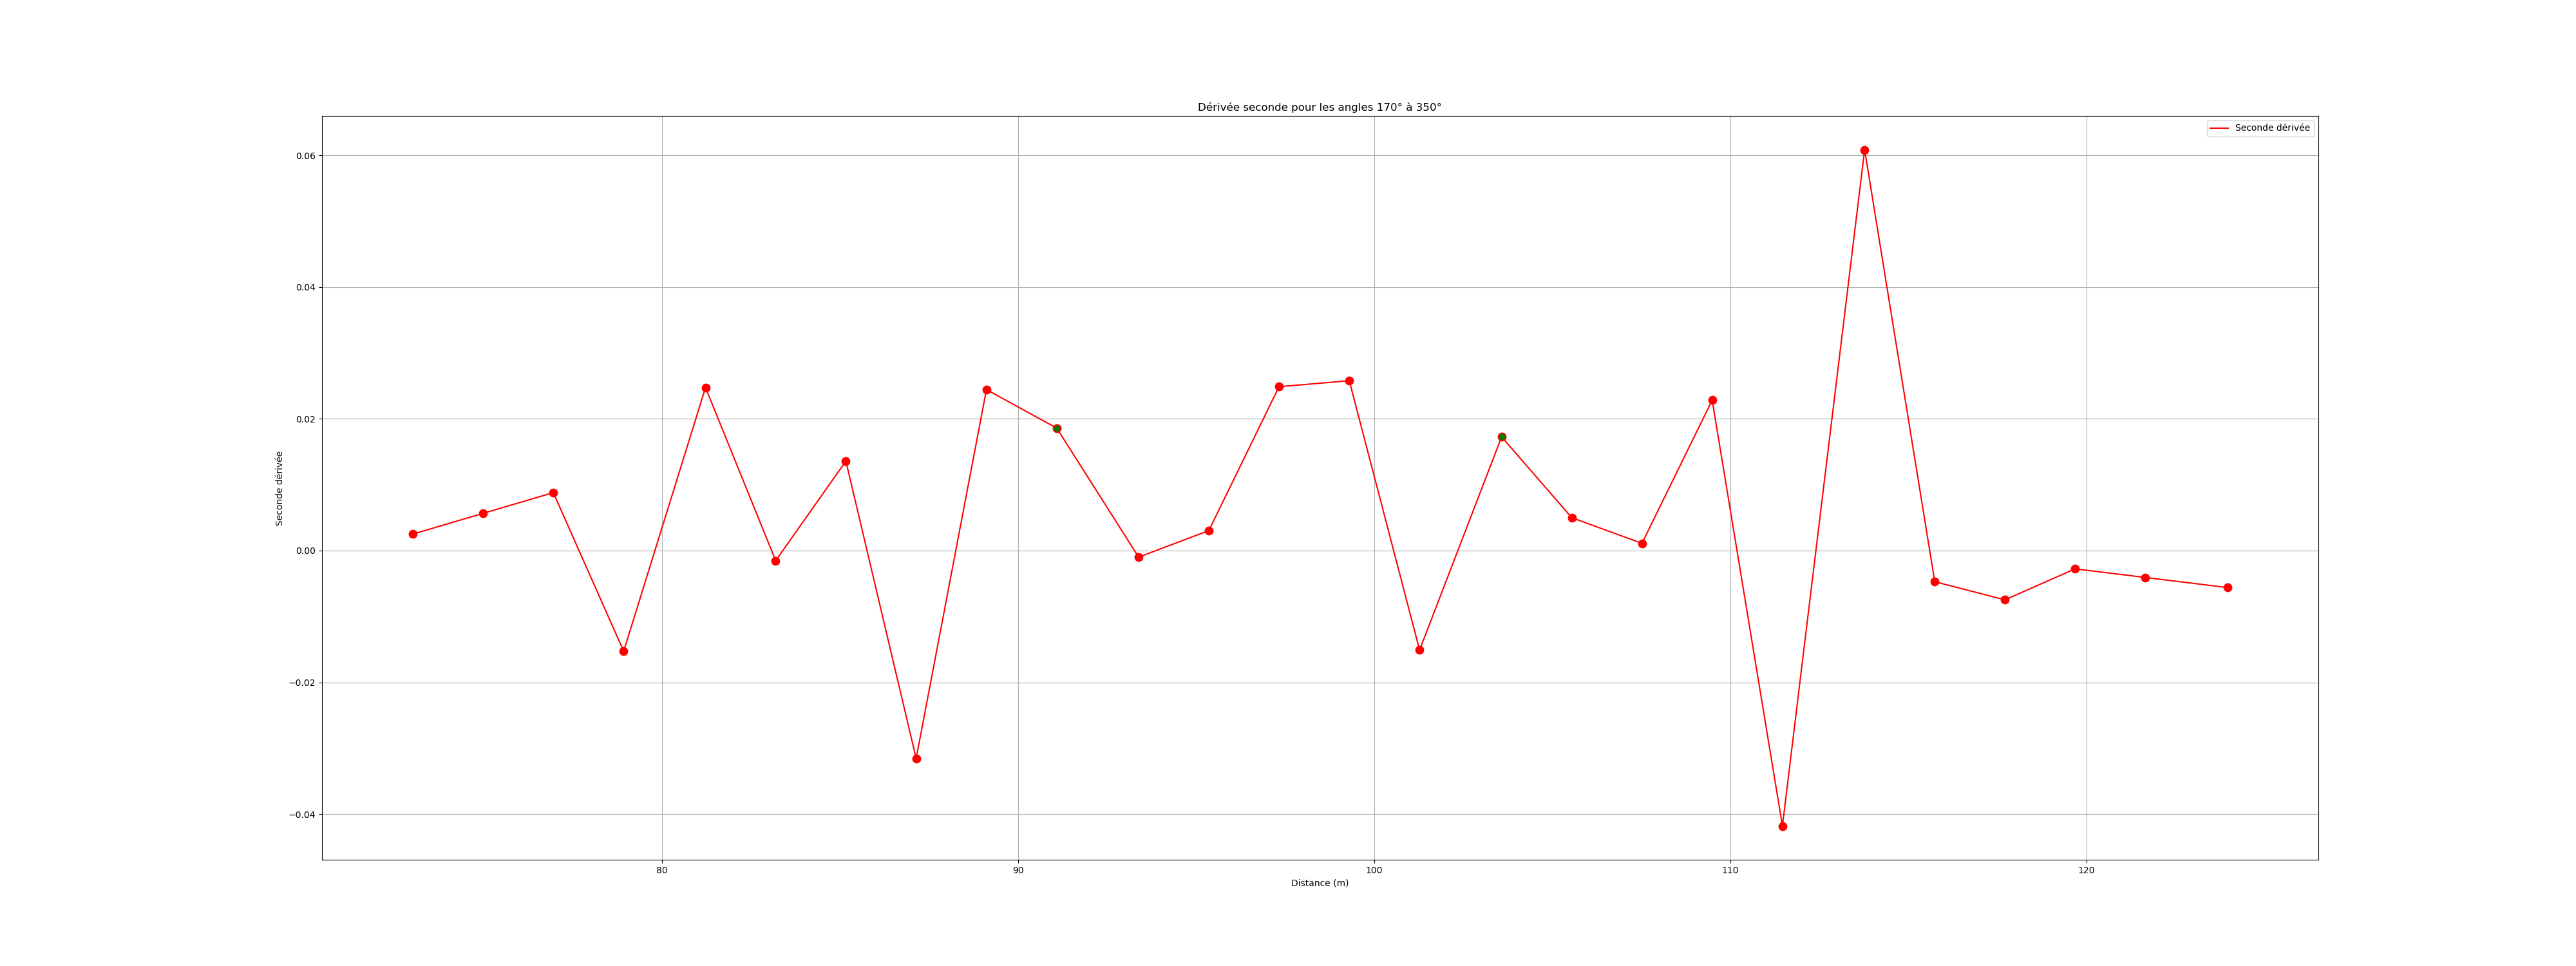 Dérivée seconde pour les angles 170° à 350°
Seconde dérivée
0.06
0.04
0.02
0.00
−0.02
−0.04
Seconde dérivée
80
90
100
110
120
Distance (m)